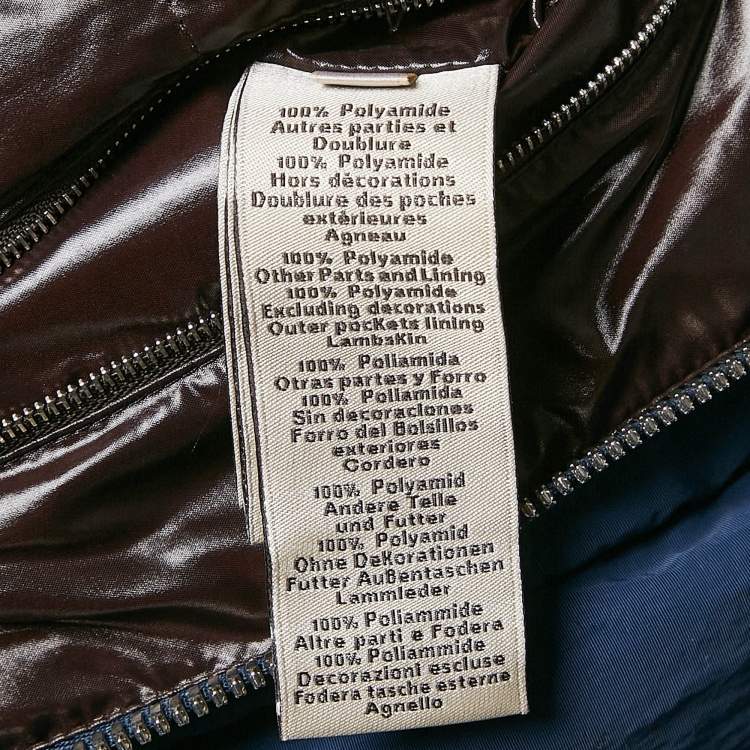 100% Polyamide
Autres parties et
Doublure
100% Polyamide
Hors décorations
Doublure des poches
extérieures
Agneau
100% Polyamide
Other Parts and Lining
100% Polyamide
Excluding decorations
Outer pockets lining
Lambskin
100% Poliamida
Otras partes y Forro
100% Poliamida
Sin decoraciones
Forro del Bolsillos
exteriores
Cordero
100% Polyamid
Andere Teile
und Futter
100% Polyamid
Ohne Dekorationen
Futter Außentaschen
Lammleder
100% Poliammide
Altre parti e Fodera
100% Poliammide
Decorazioni escluse
Fodera tasche esterne
Agnello